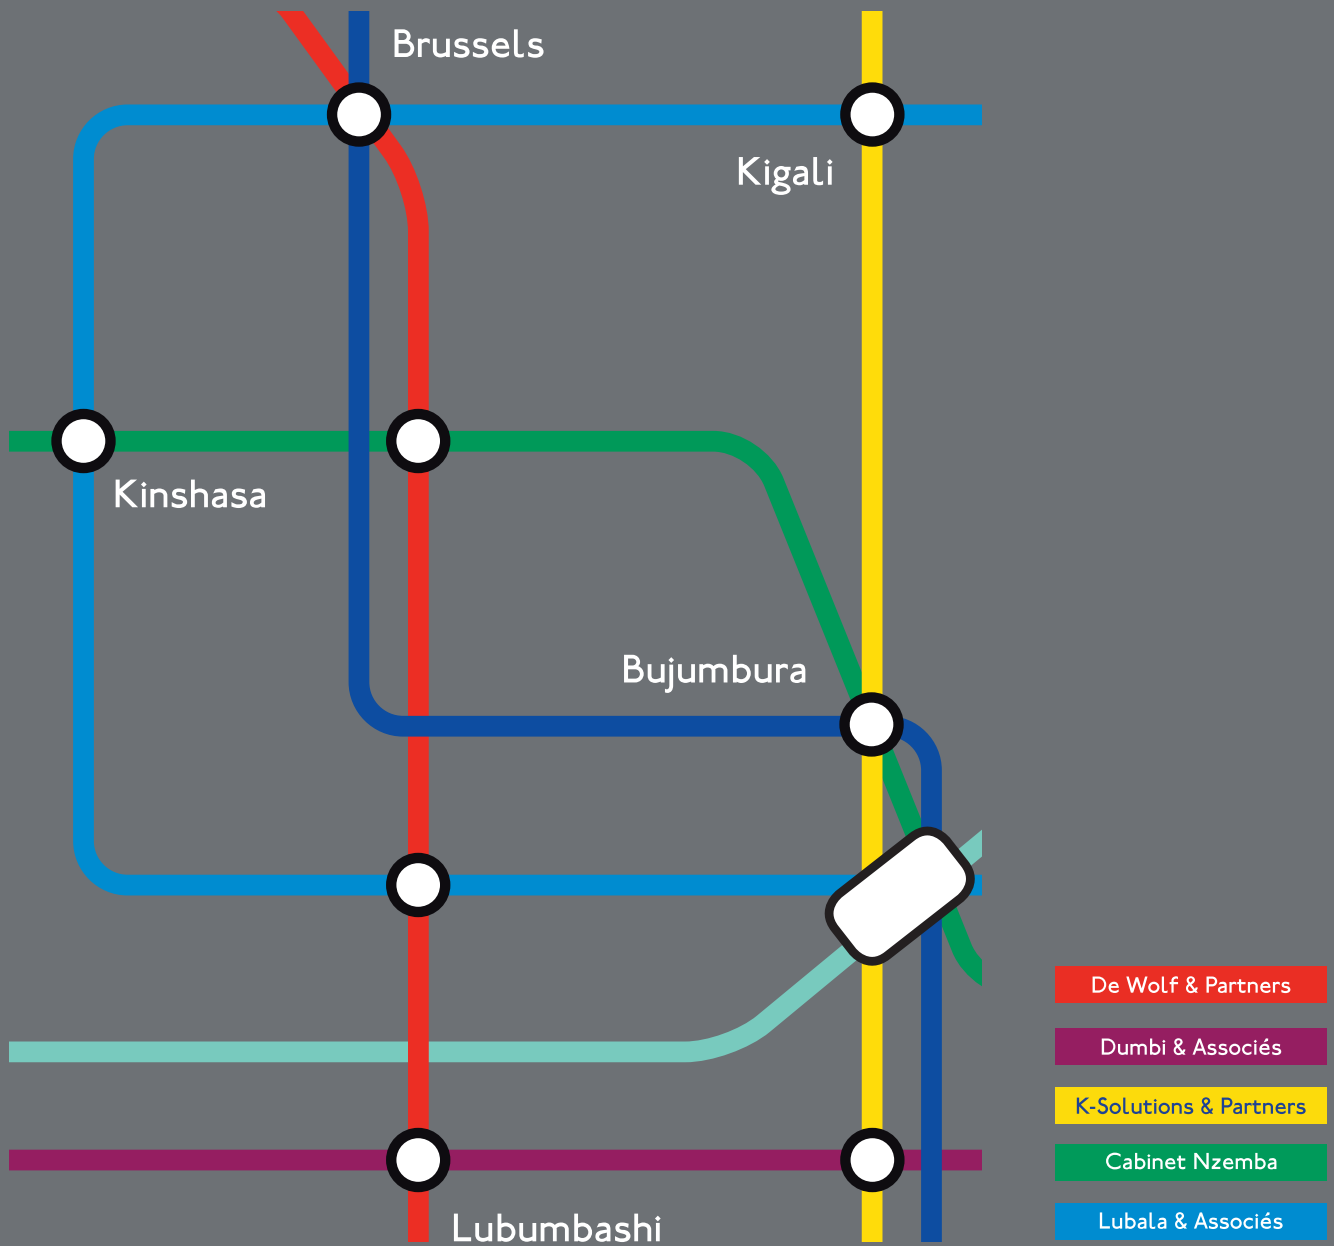 Brussels
Kigali
Kinshasa
Bujumbura
Lubumbashi
De Wolf & Partners
Dumbi & Associés
K-Solutions & Partners
Cabinet Nzemba
Lubala & Associés